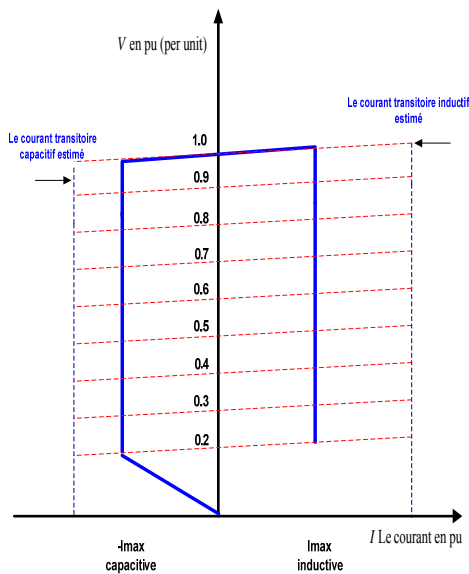 V en pu (per unit)
Le courant transitoire inductif
estimé
Le courant transitoire
capacitif estimé
1.0
0.9
0.8
0.7
0.6
0.5
0.4
0.3
0.2
I Le courant en pu
-Imax
capacitive
Imax
inductive